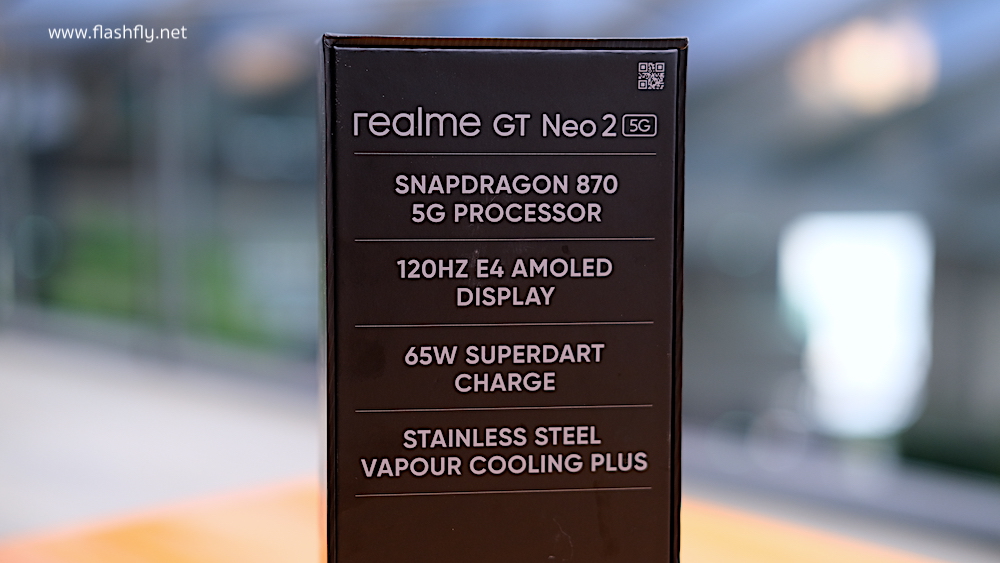 www.flashfly.net
realme GT Neo 2 5G
SNAPDRAGON 870
5G PROCESSOR
120HZ E4 AMOLED
DISPLAY
65W SUPERDART
CHARGE
STAINLESS STEEL
VAPOUR COOLING PLUS